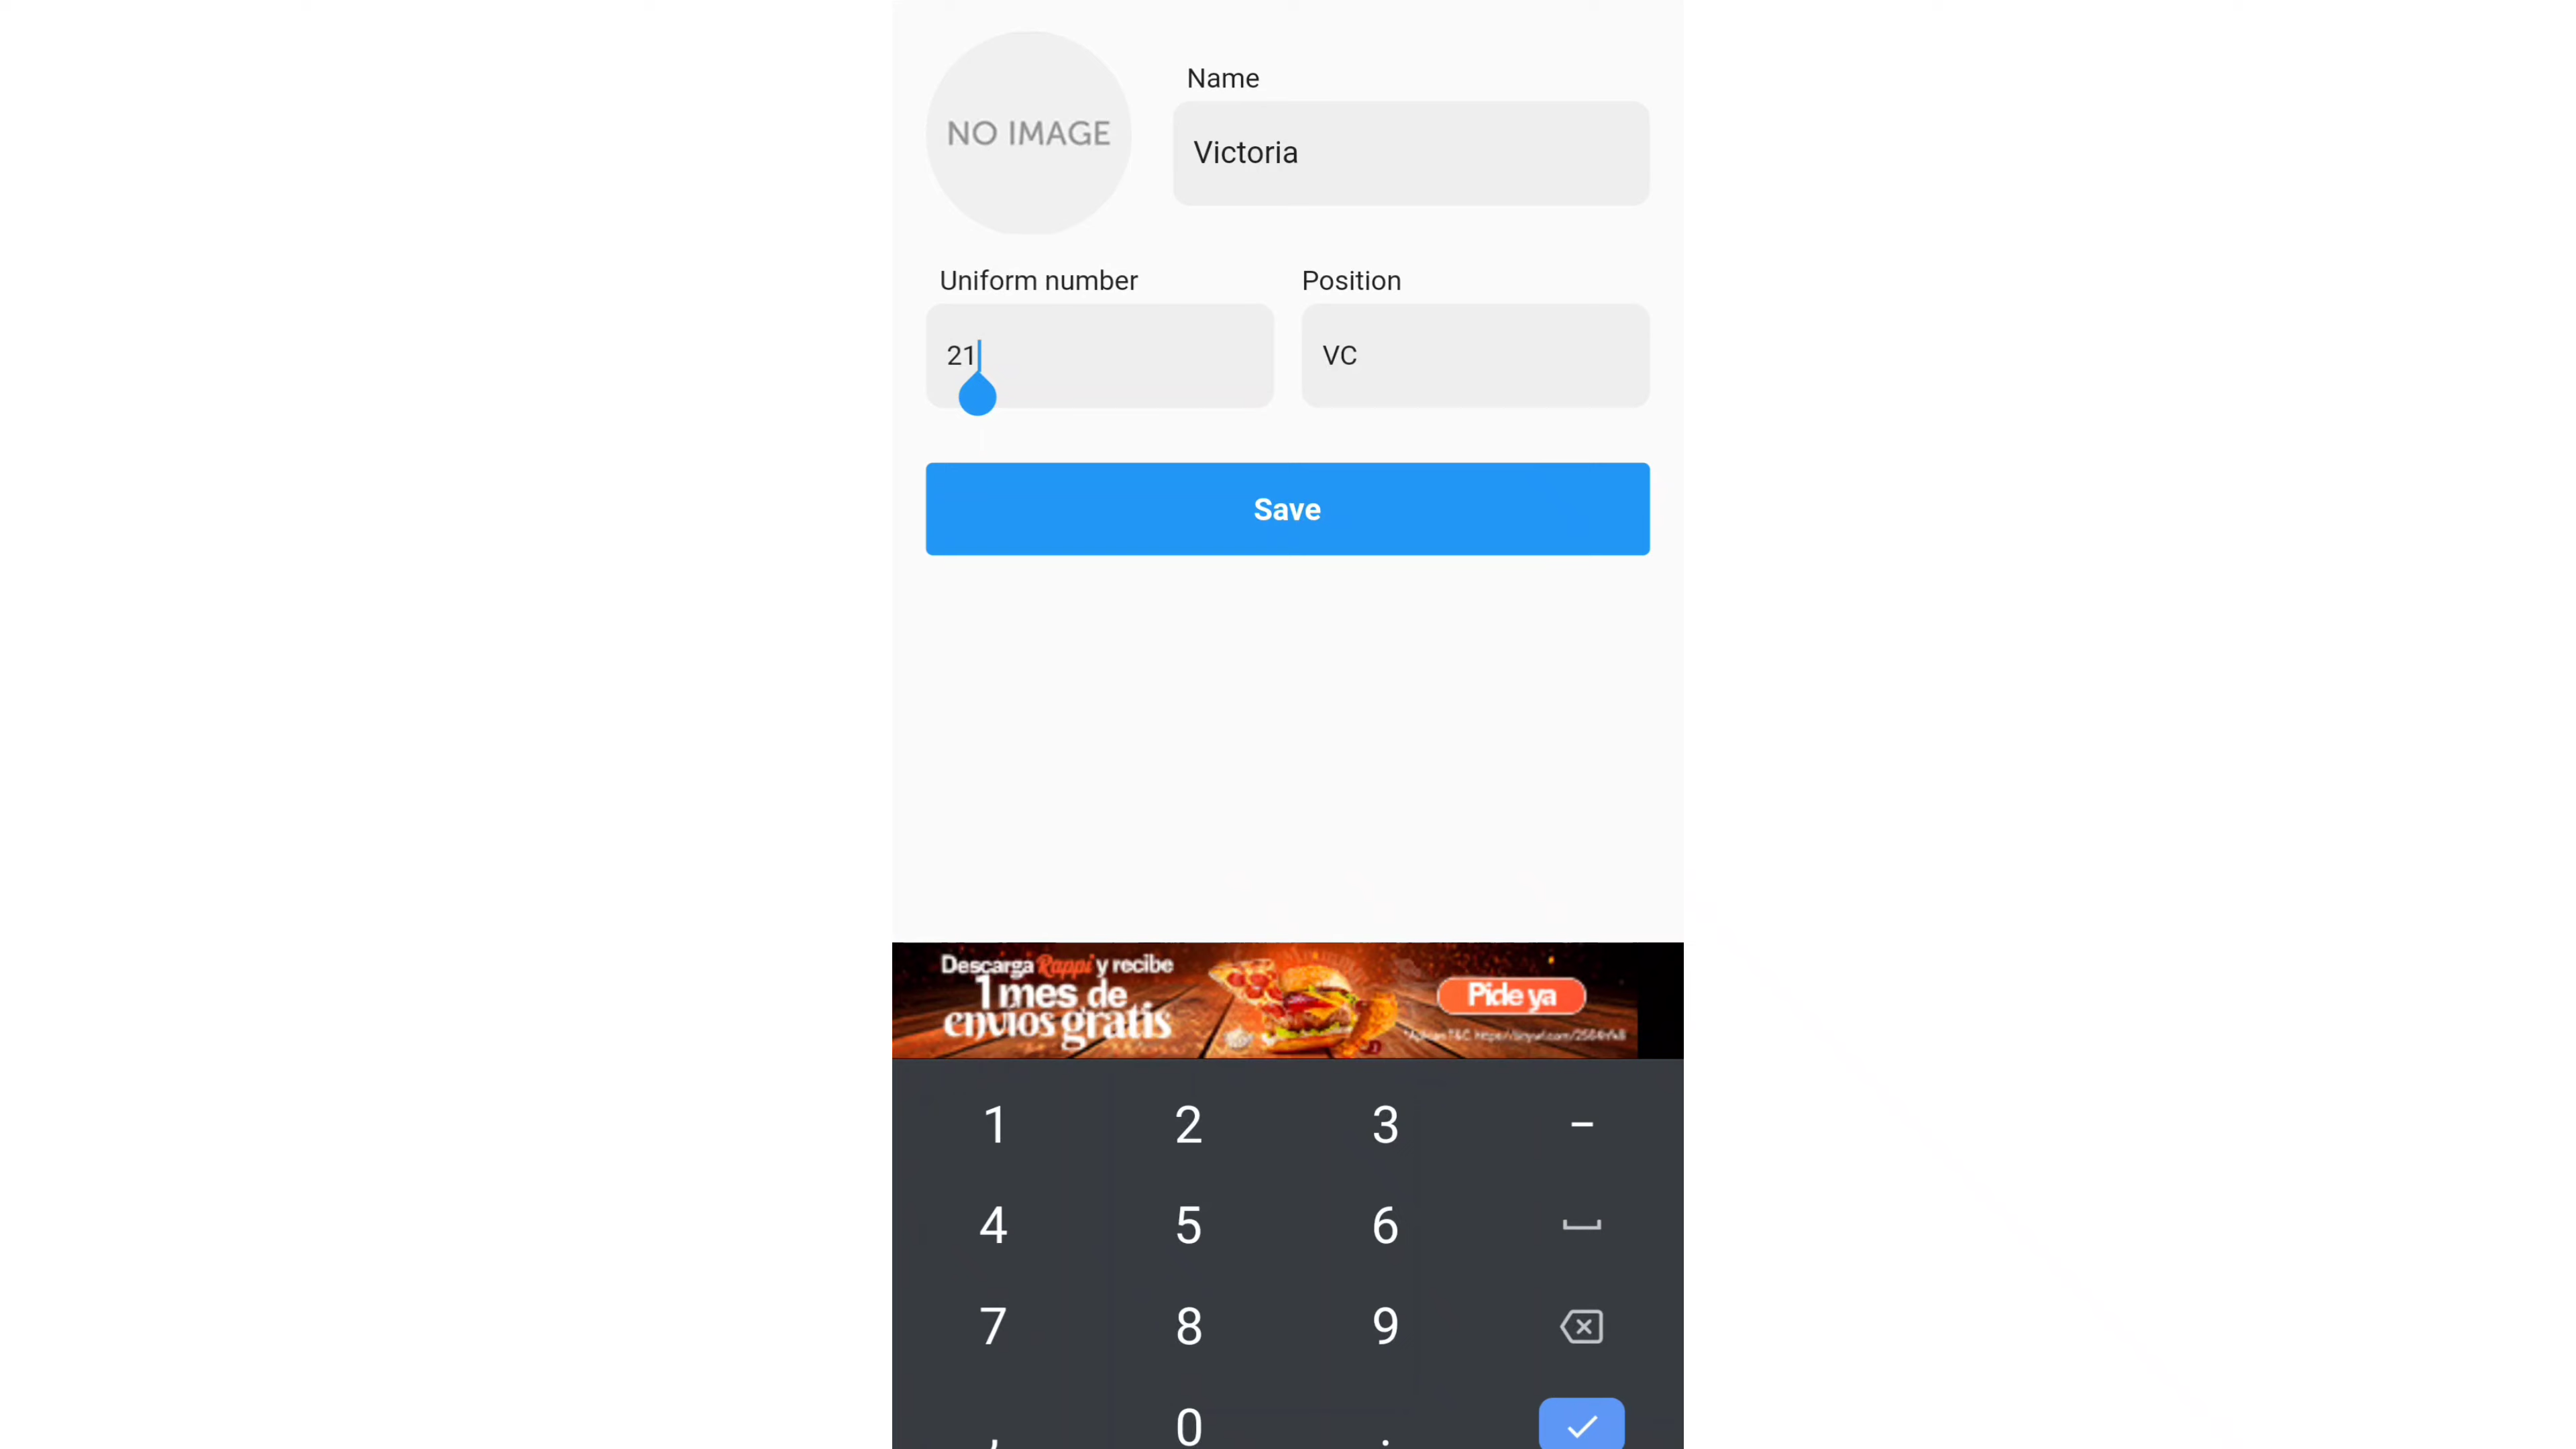 NO IMAGE
Name
Victoria
Uniform number
Position
21
VC
Save
Descarga Rappi y recibe
1 mes de
envíos gratis
Pide ya
1
2
3
–
4
5
6
7
8
9
,
0
.